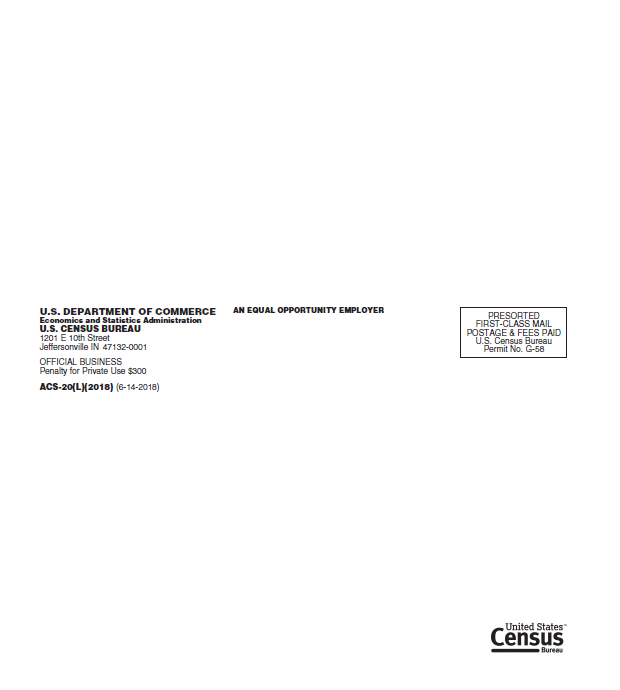 U.S. DEPARTMENT OF COMMERCE
Economics and Statistics Administration
U.S. CENSUS BUREAU
1201 E 10th Street
Jeffersonville IN 47132-0001
OFFICIAL BUSINESS
Penalty for Private Use $300
ACS-20(L)(2018) (6-14-2018)
AN EQUAL OPPORTUNITY EMPLOYER
PRESORTED
FIRST-CLASS MAIL
POSTAGE & FEES PAID
U.S. Census Bureau
Permit No. G-58
United States™
Census
Bureau